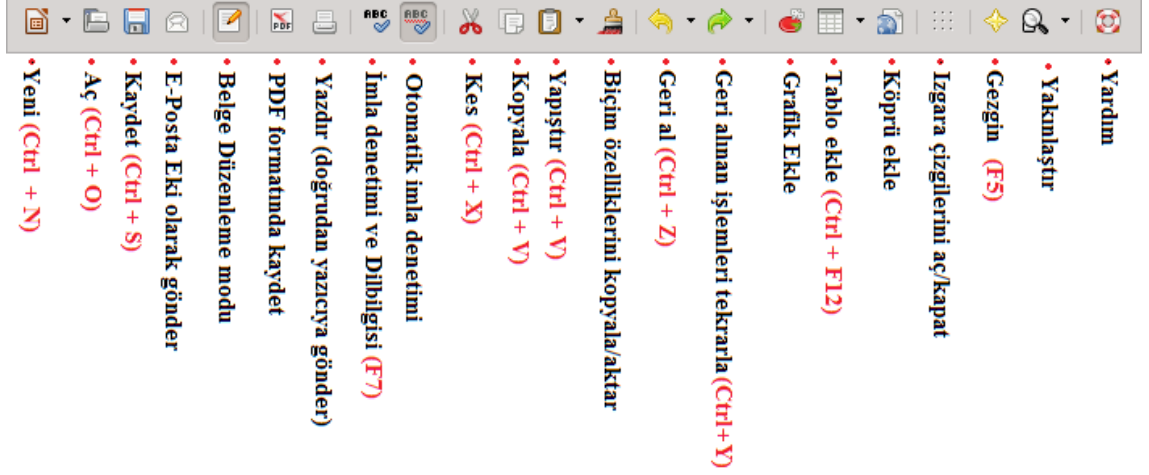 PDF
ABC
ABC
• Yeni (Ctrl + N)
• Aç (Ctrl + O)
• Kaydet (Ctrl + S)
• E-Posta Eki olarak gönder
• Belge Düzenleme modu
• PDF formatında kaydet
• Yazdır (doğrudan yazıcıya gönder)
• İmla denetimi ve Dilbilgisi (F7)
• Otomatik imla denetimi
• Kes (Ctrl + X)
• Kopyala (Ctrl + V)
• Yapıştır (Ctrl + V)
• Biçim özelliklerini kopyala/aktar
• Geri al (Ctrl + Z)
• Geri alınan işlemleri tekrarla (Ctrl+Y)
• Grafik Ekle
• Tablo ekle (Ctrl + F12)
• Köprü ekle
• Izgara çizgilerini aç/kapat
• Gezgin (F5)
• Yakınlaştır
• Yardım